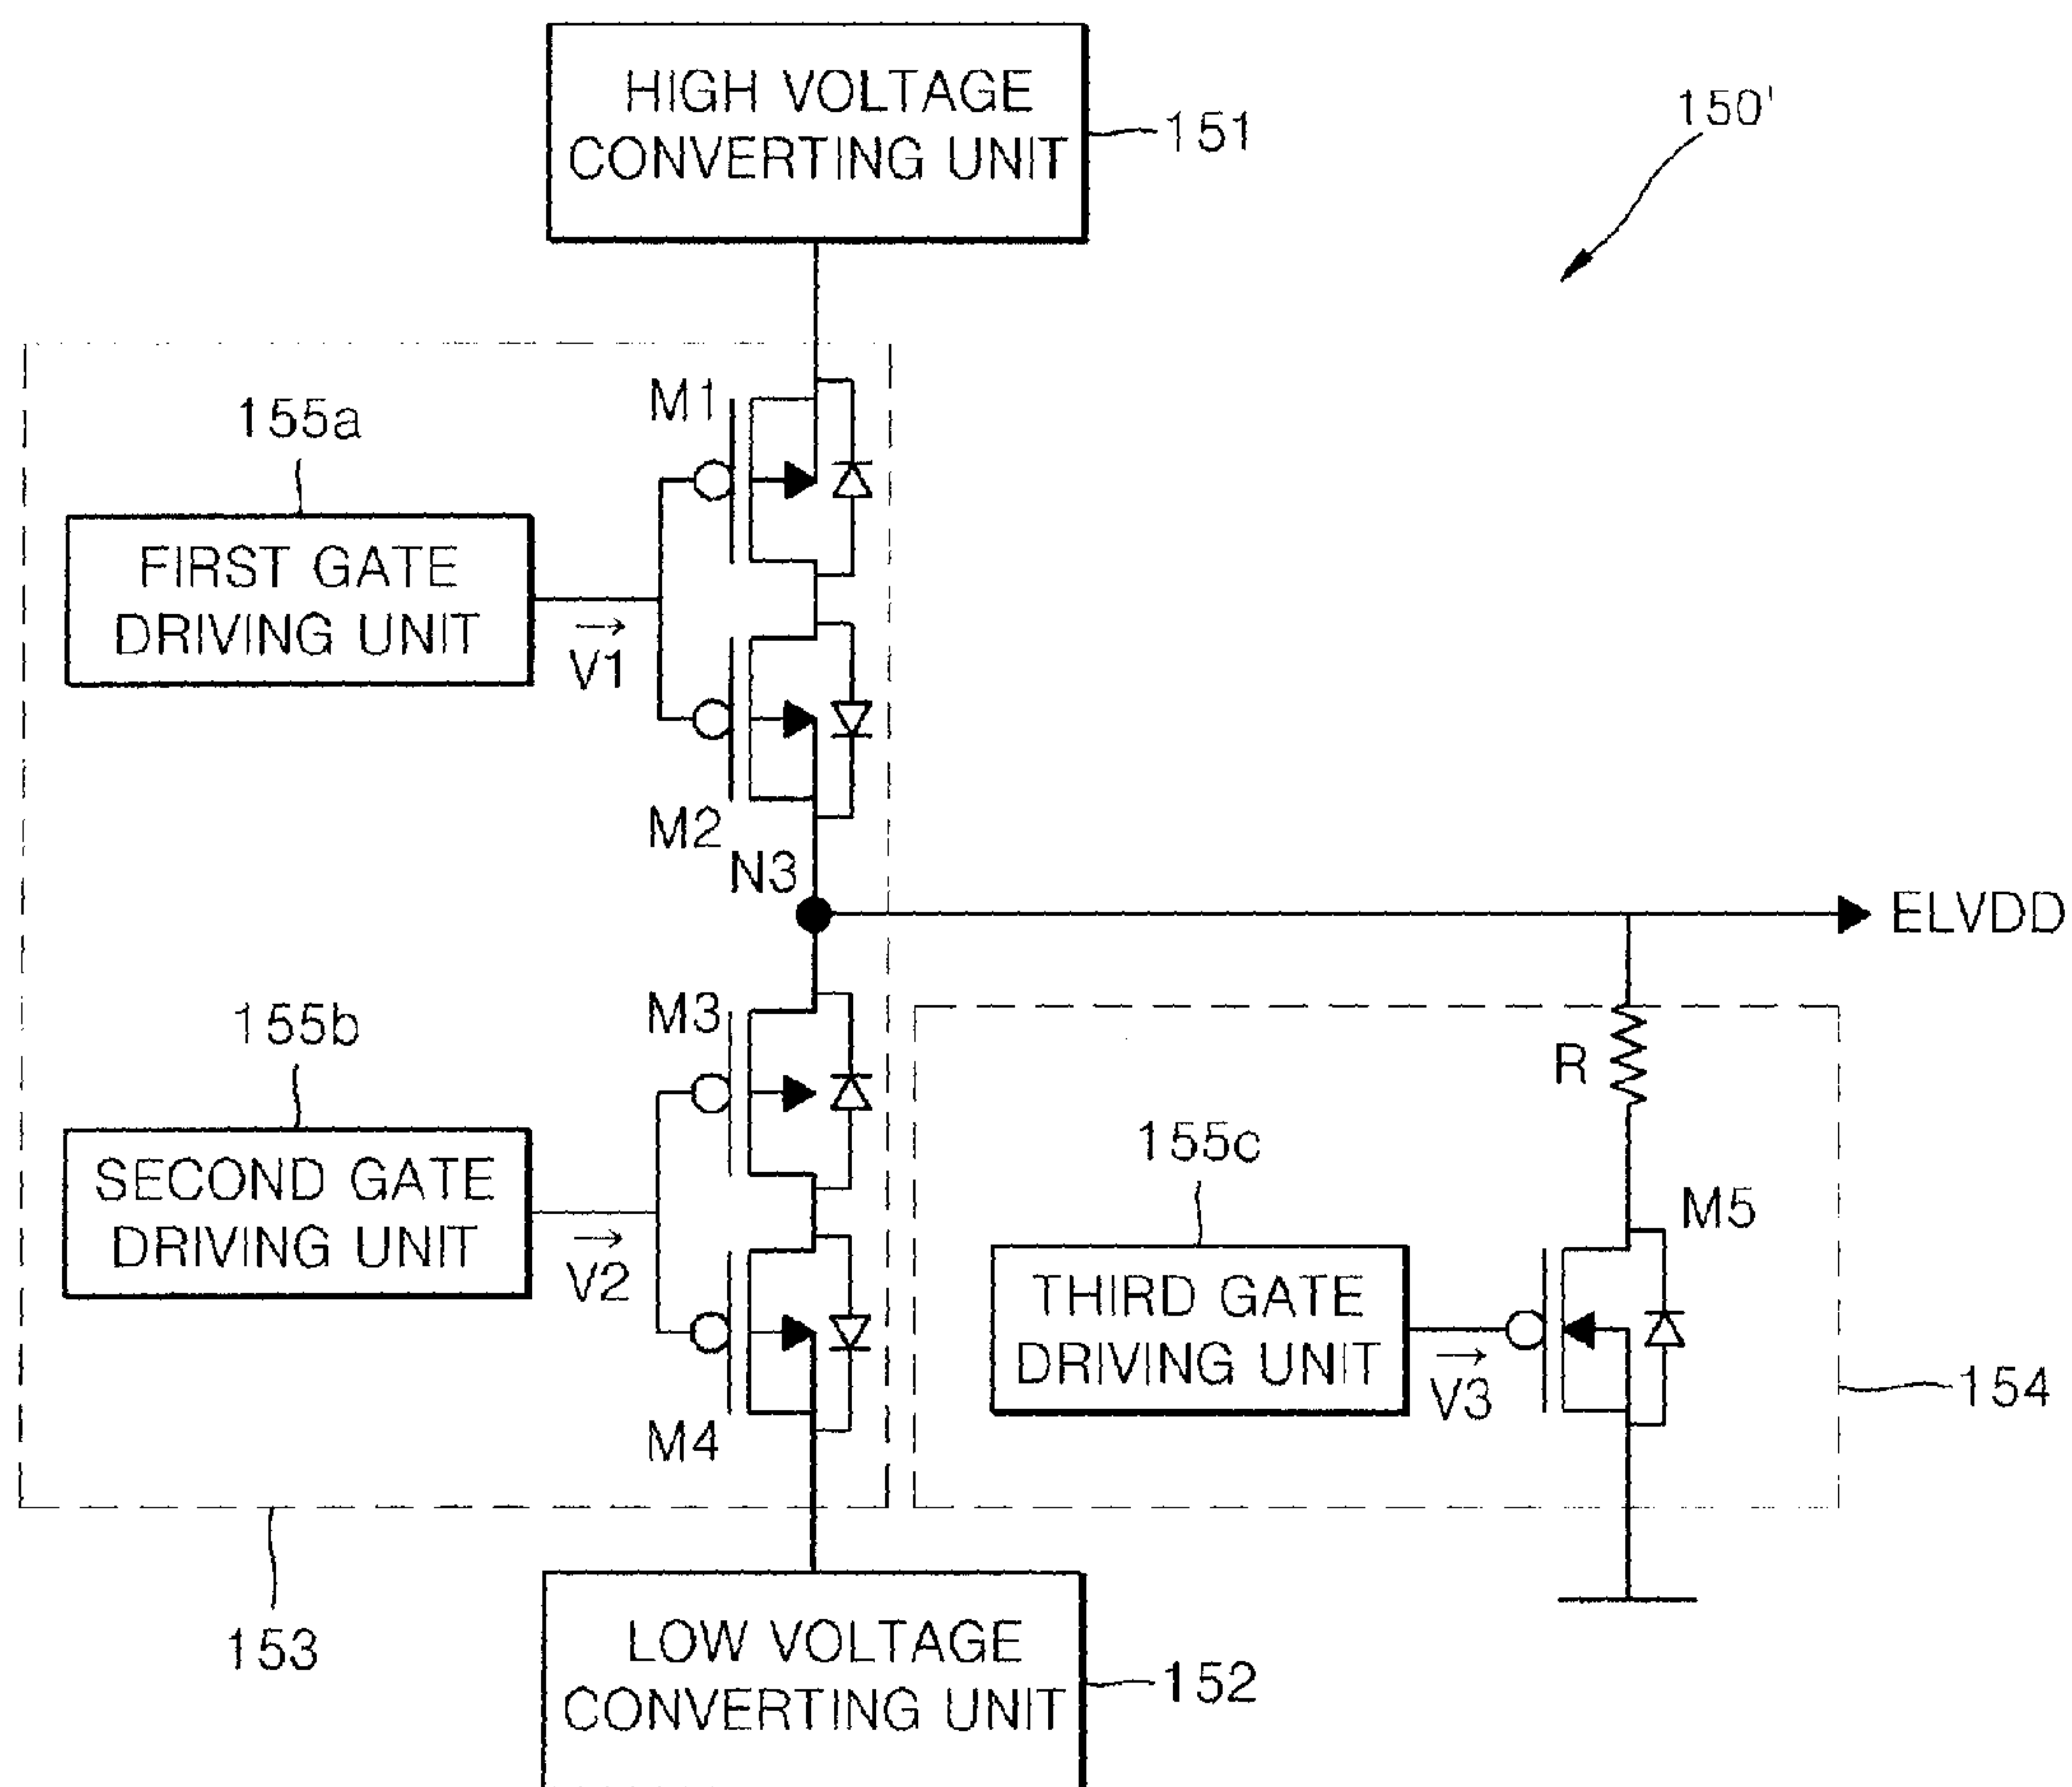 HIGH VOLTAGE
CONVERTING UNIT
151
150'
M1
155a
FIRST GATE
DRIVING UNIT
V1
M2
N3
ELVDD
M3
155b
R
155c
SECOND GATE
DRIVING UNIT
V2
M5
THIRD GATE
DRIVING UNIT
V3
154
M4
153
LOW VOLTAGE
CONVERTING UNIT
152